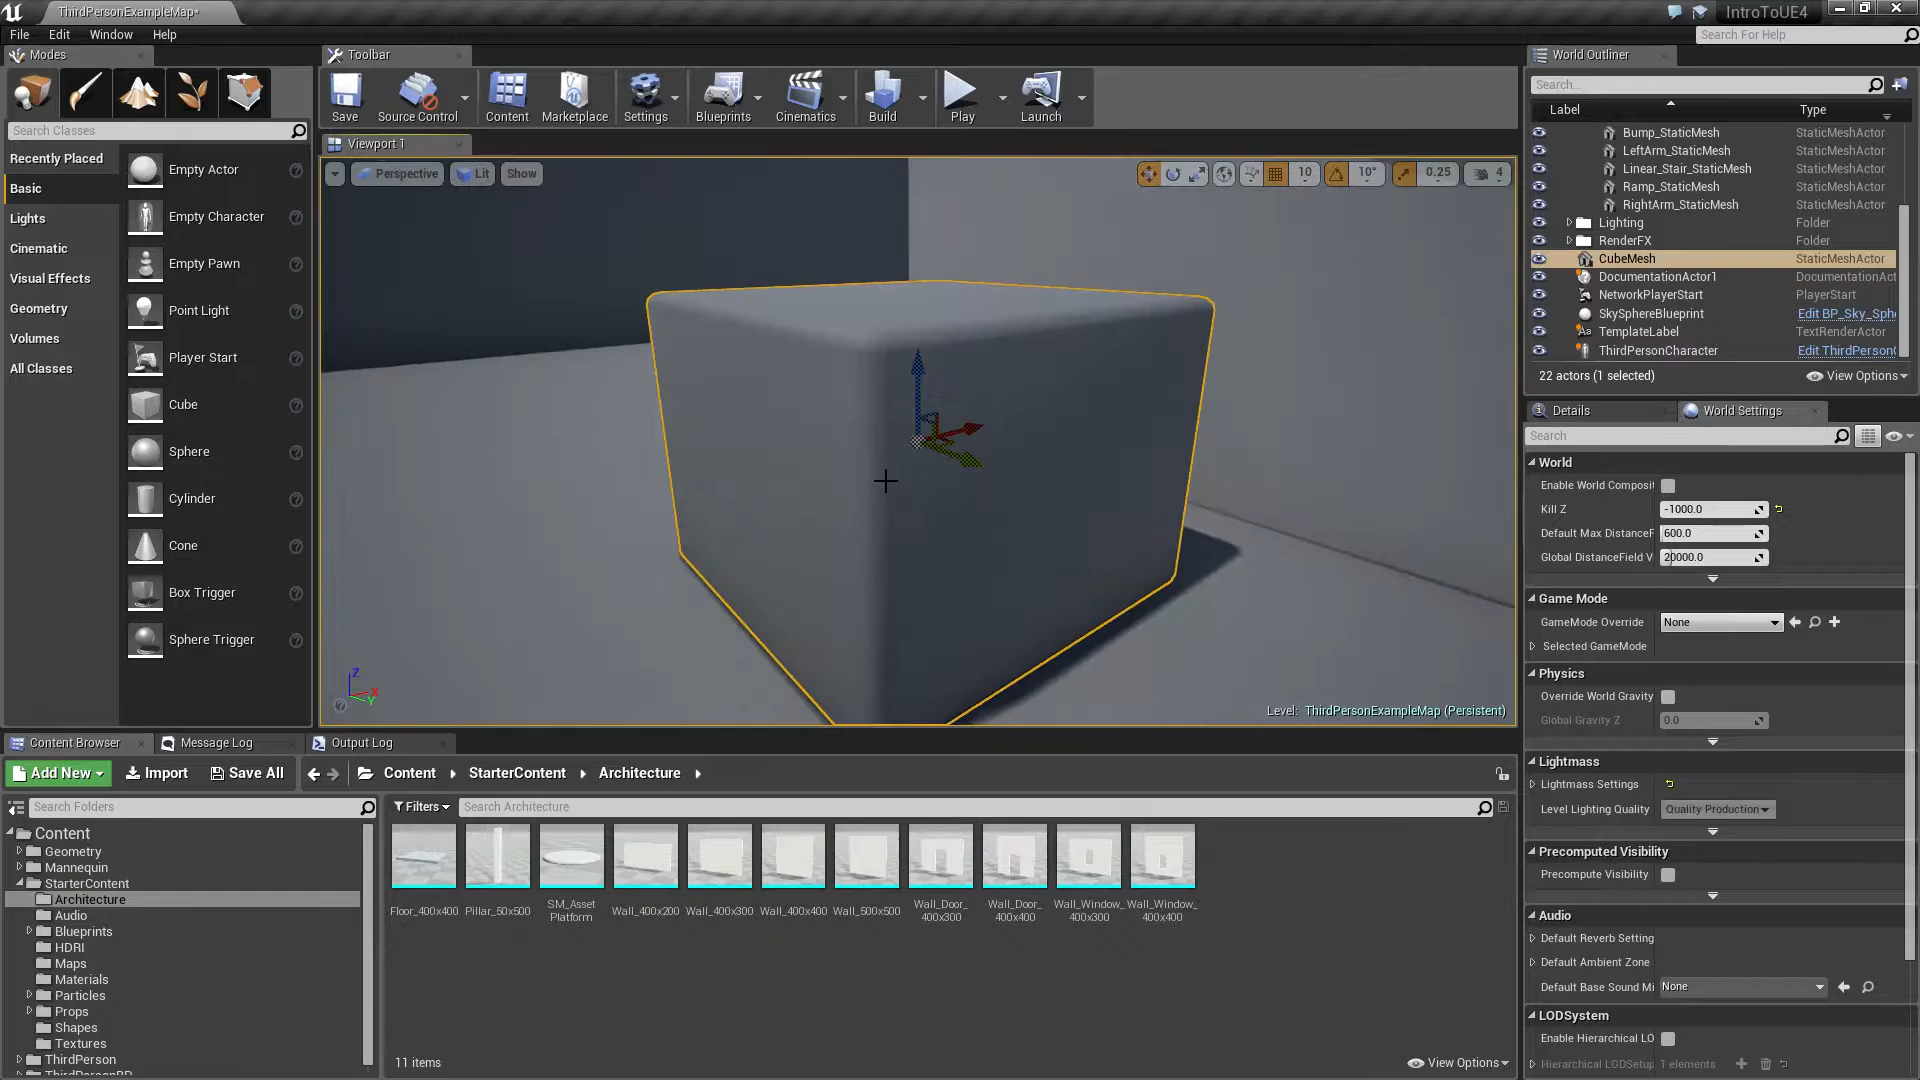 ThirdPersonExampleMap*
IntroToUE4
File Edit Window Help
Search For Help
Modes
Search Classes
Recently Placed
Basic
Lights
Cinematic
Visual Effects
Geometry
Volumes
All Classes
Empty Actor
Empty Character
Empty Pawn
Point Light
Player Start
Cube
Sphere
Cylinder
Cone
Box Trigger
Sphere Trigger
Toolbar
Save Source Control Content Marketplace Settings Blueprints Cinematics Build Play Launch
Viewport 1
Perspective Lit Show
10 10° 0.25 4
Z
X
Y
Level: ThirdPersonExampleMap (Persistent)
World Outliner
Search...
Label Type
Bump_StaticMesh StaticMeshActor
LeftArm_StaticMesh StaticMeshActor
Linear_Stair_StaticMesh StaticMeshActor
Ramp_StaticMesh StaticMeshActor
RightArm_StaticMesh StaticMeshActor
Lighting Folder
RenderFX Folder
CubeMesh StaticMeshActor
DocumentationActor1 DocumentationAct
NetworkPlayerStart PlayerStart
SkySphereBlueprint Edit BP_Sky_Sph
TemplateLabel TextRenderActor
ThirdPersonCharacter Edit ThirdPerson
22 actors (1 selected) View Options
Details World Settings
Search
World
Enable World Composit
Kill Z -1000.0
Default Max DistanceF 600.0
Global DistanceField V 20000.0
Game Mode
GameMode Override None
Selected GameMode
Physics
Override World Gravity
Global Gravity Z 0.0
Lightmass
Lightmass Settings
Level Lighting Quality Quality Production
Precomputed Visibility
Precompute Visibility
Audio
Default Reverb Setting
Default Ambient Zone
Default Base Sound Mi None
LODSystem
Enable Hierarchical LO
Hierarchical LODSetup 1 elements
Content Browser Message Log Output Log
Add New Import Save All Content StarterContent Architecture
Search Folders
Content
Geometry
Mannequin
StarterContent
Architecture
Audio
Blueprints
HDRI
Maps
Materials
Particles
Props
Shapes
Textures
ThirdPerson
ThirdPersonBP
Filters Search Architecture
Floor_400x400
Pillar_50x500
SM_Asset
Platform
Wall_400x200
Wall_400x300
Wall_400x400
Wall_500x500
Wall_Door_
400x300
Wall_Door_
400x400
Wall_Window_
400x300
Wall_Window_
400x400
11 items View Options